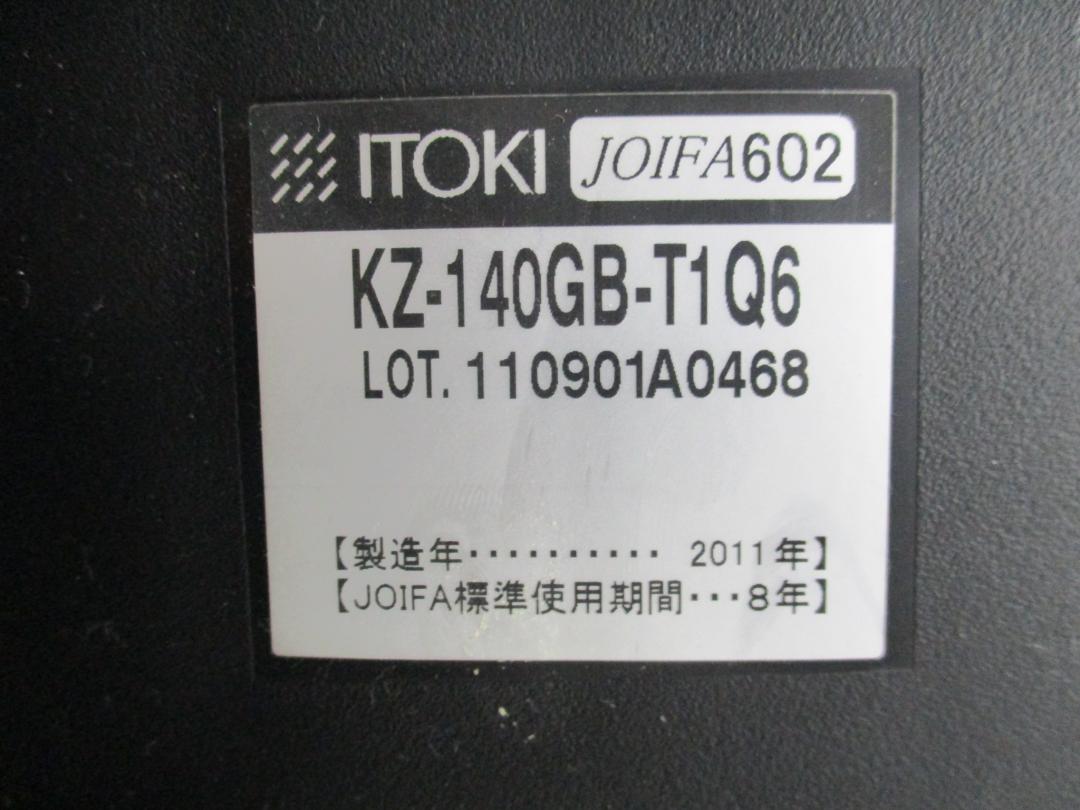 ITOKI JOIFA602
KZ-140GB-T1Q6
LOT. 110901A0468
【製造年・・・・・・・・・・ 2011年】
【JOIFA標準使用期間・・・8年】